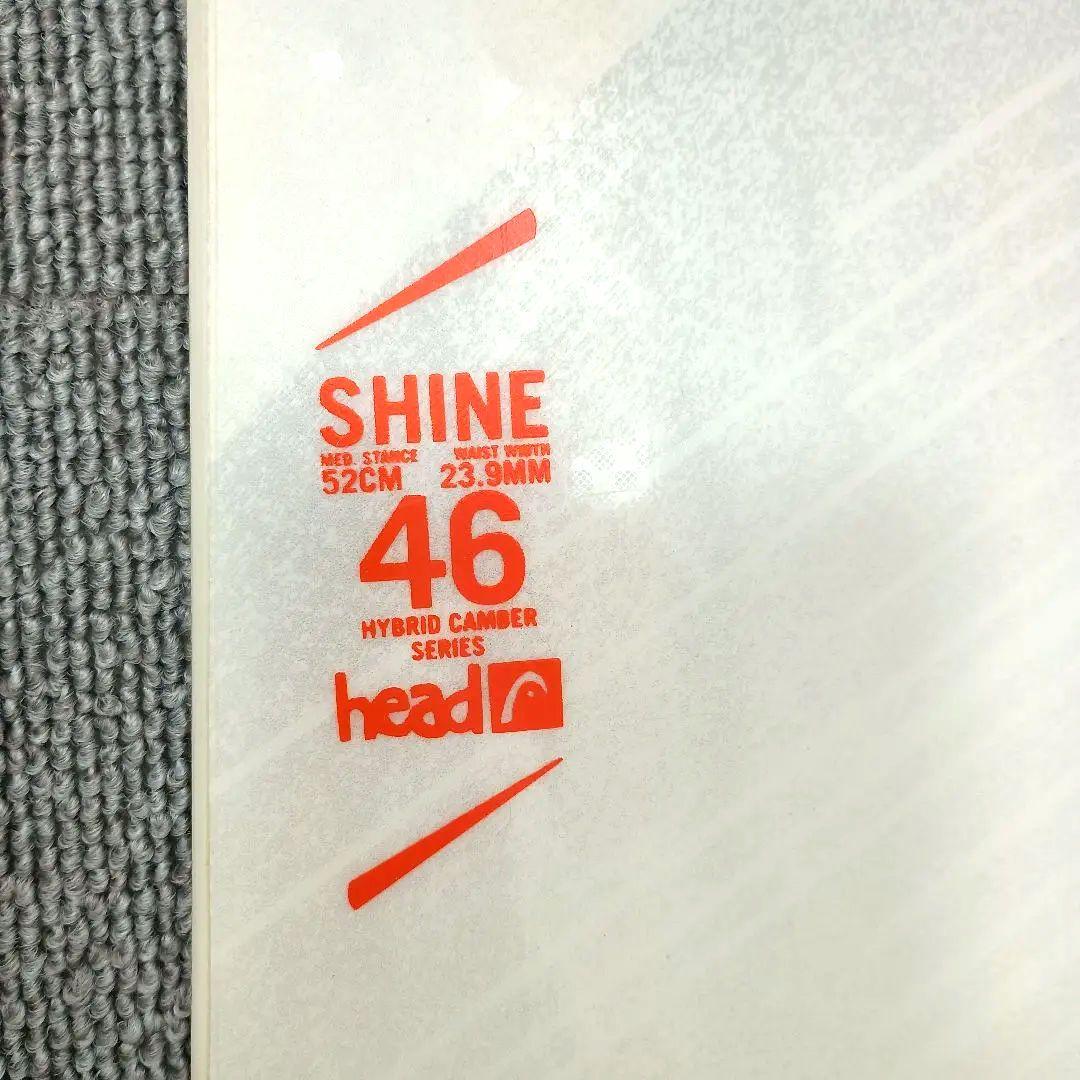 SHINE
MED. STANCE WAIST WIDTH
52CM 23.9MM
46
HYBRID CAMBER
SERIES
head